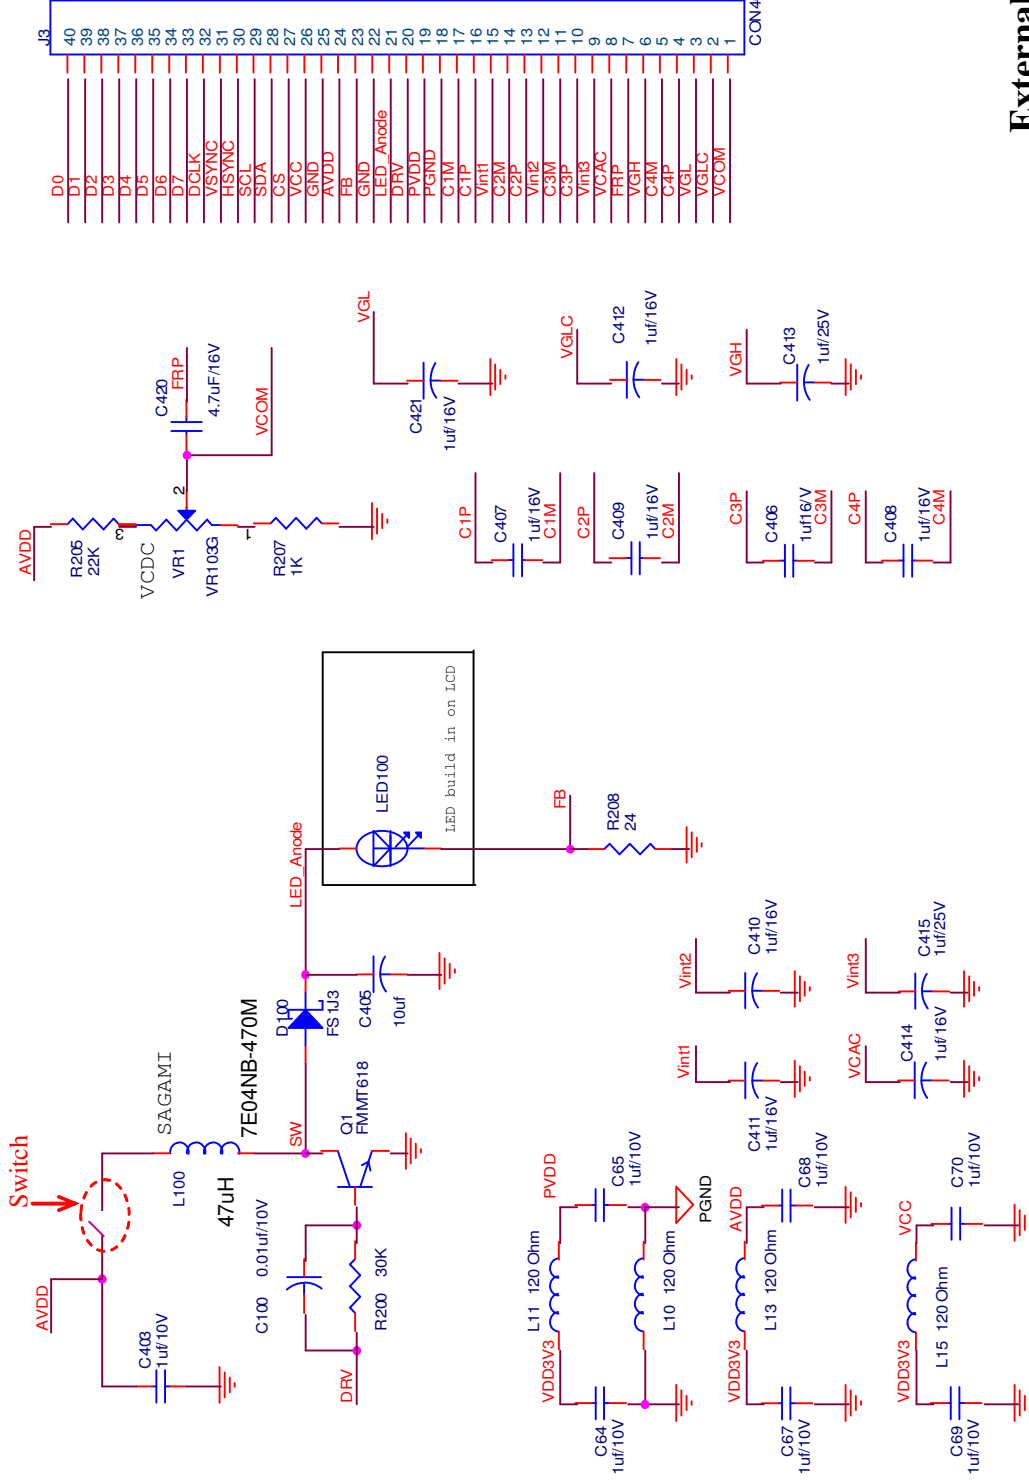 Switch
AVDD
C403
1uf/10V
SAGAMI
L100
47uH
7E04NB-470M
SW
D100
FS1J3
C405
10uf
LED_Anode
LED100
LED build in on LCD
FB
R208
24
Q1
FMMT618
C100 0.01uf/10V
R200 30K
DRV
AVDD
R205
22K
3
VCDC
VR1
VR103G
2
1
R207
1K
C420
FRP
4.7uF/16V
VCOM
J3
40
39
38
37
36
35
34
33
32
31
30
29
28
27
26
25
24
23
22
21
20
19
18
17
16
15
14
13
12
11
10
9
8
7
6
5
4
3
2
1
CON4
D0
D1
D2
D3
D4
D5
D6
D7
DCLK
VSYNC
HSYNC
SCL
SDA
CS
VCC
GND
AVDD
FB
GND
LED_Anode
DRV
PVDD
PGND
C1M
C1P
Vint1
C2M
C2P
Vint2
C3M
C3P
Vint3
VCAC
FRP
VGH
C4M
C4P
VGL
VGLC
VCOM
VGL
C421
1uf/16V
VGLC
C412
1uf/16V
VGH
C413
1uf/25V
C1P
C407
1uf/16V
C1M
C2P
C409
1uf/16V
C2M
C3P
C406
1uf16/V
C3M
C4P
C408
1uf/16V
C4M
Vint1
C411
1uf/16V
Vint2
C410
1uf/16V
VCAC
C414
1uf/16V
Vint3
C415
1uf/25V
VDD3V3
L11 120 Ohm
PVDD
C64
1uf/10V
C65
1uf/10V
L10 120 Ohm
PGND
VDD3V3
L13 120 Ohm
AVDD
C67
1uf/10V
C68
1uf/10V
VDD3V3
L15 120 Ohm
VCC
C69
1uf/10V
C70
1uf/10V
External